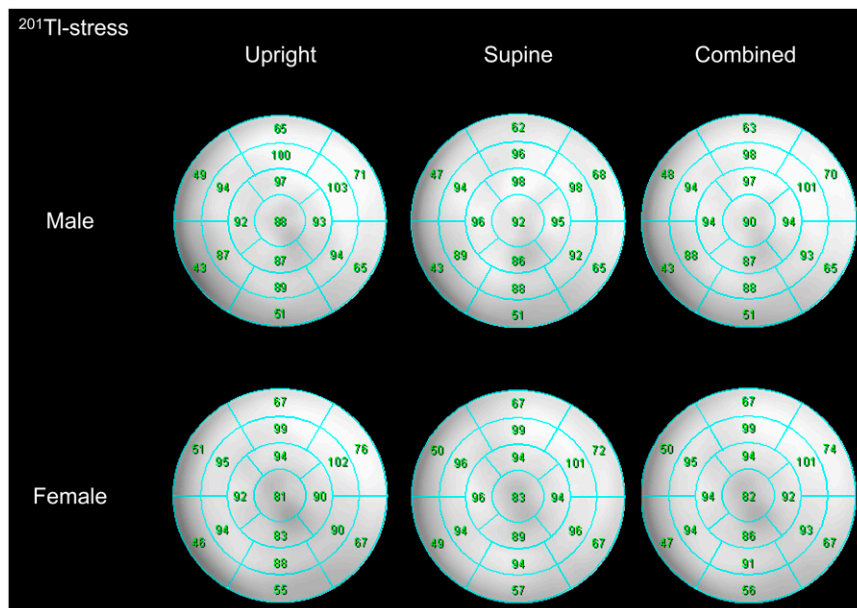 ²⁰¹Tl-stress
Upright Supine Combined
Male
65
100
49 97 71
94 103
92 88 93
87 87 94
43 89 65
51
62
96
47 98 68
94 98
96 92 95
89 86 92
43 88 65
51
63
98
48 97 70
94 101
94 90 94
88 87 93
43 88 65
51
Female
67
99
51 94 76
95 102
92 81 90
94 83 90
46 88 67
55
67
99
50 94 72
96 101
96 83 94
94 89 96
49 94 67
57
67
99
50 94 74
95 101
94 82 92
94 86 93
47 91 67
56